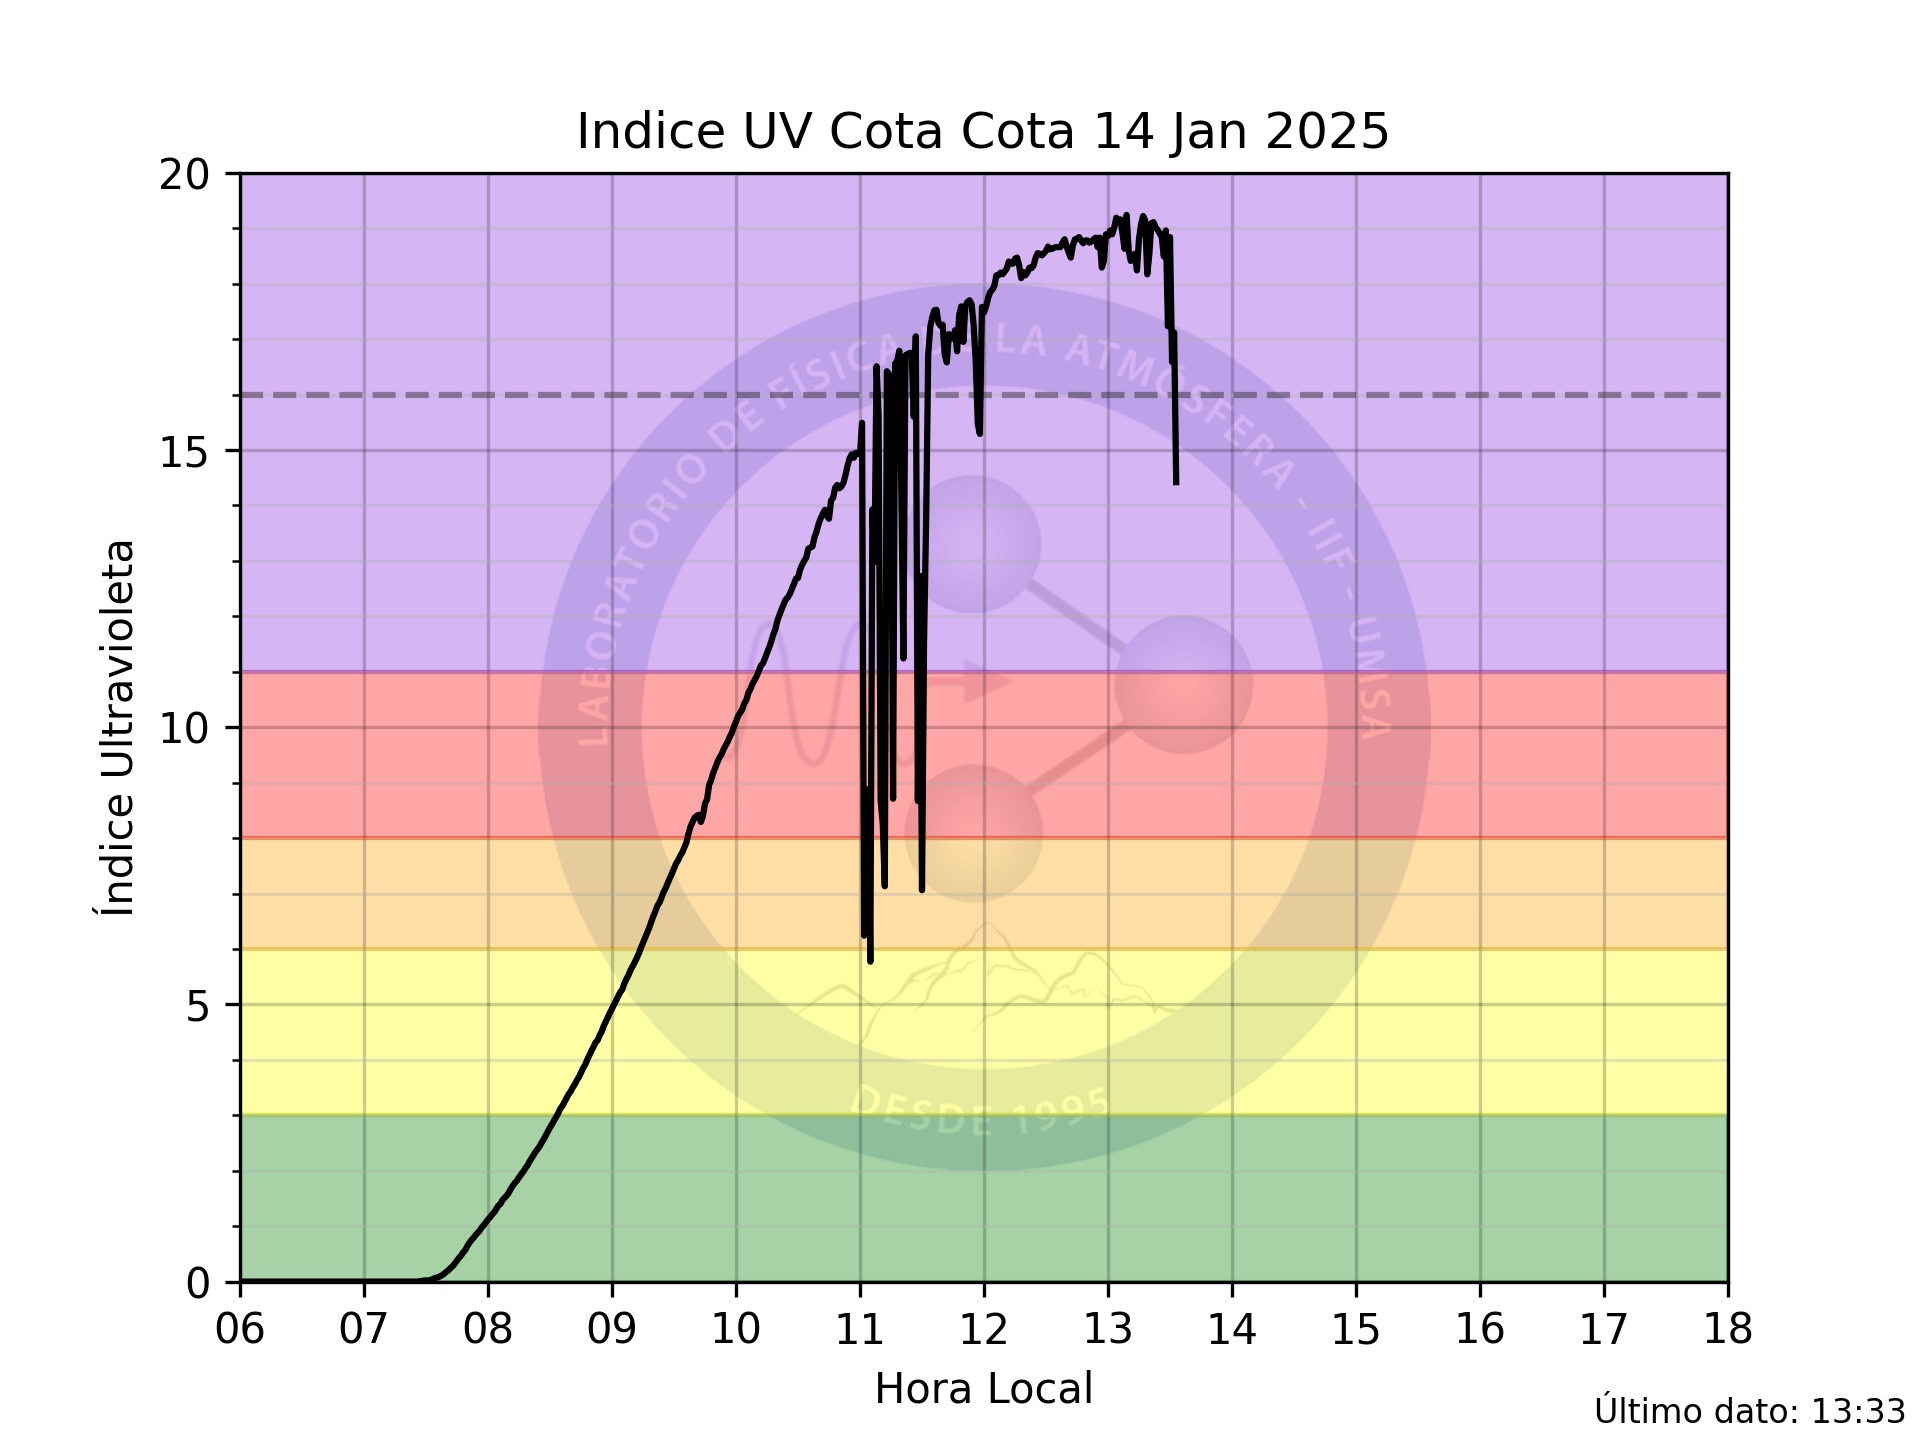 Indice UV Cota Cota 14 Jan 2025
20
15
10
5
0
Índice Ultravioleta
LABORATORIO DE FÍSICA DE LA ATMÓSFERA - IIF - UMSA
DESDE 1995
06 07 08 09 10 11 12 13 14 15 16 17 18
Hora Local
Último dato: 13:33